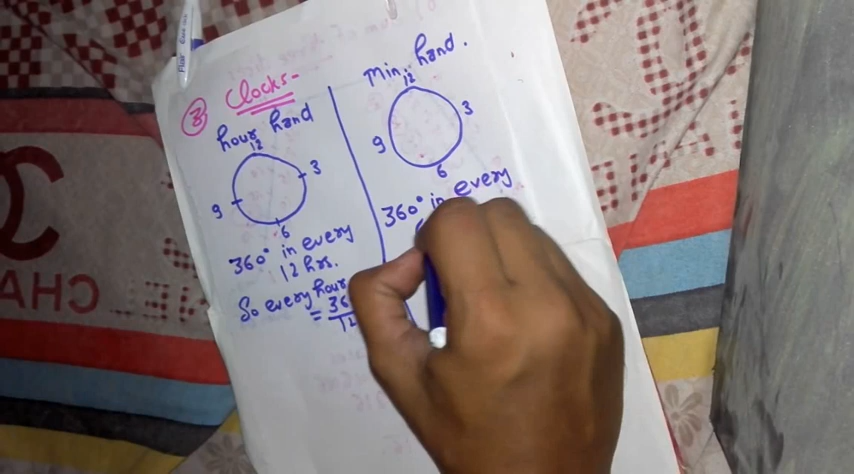 ③ Clocks-
hour hand
12
3
9
6
360° in every
12 hrs.
So every hour
= 36
12
Min. hand.
12
3
9
6
360° in every